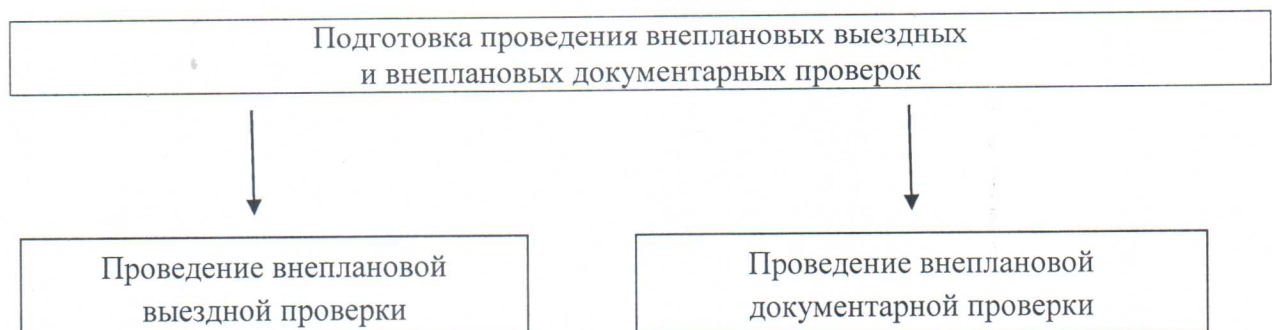 Подготовка проведения внеплановых выездных
и внеплановых документарных проверок
Проведение внеплановой
выездной проверки
Проведение внеплановой
документарной проверки